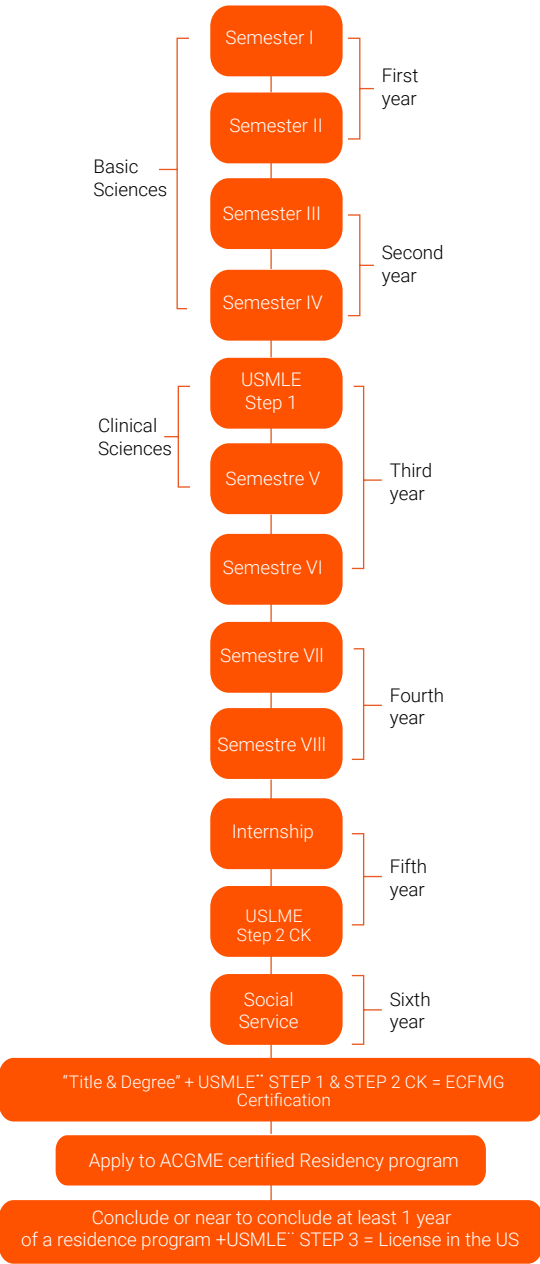 Semester I
First
year
Semester II
Basic
Sciences
Semester III
Second
year
Semester IV
USMLE
Step 1
Clinical
Sciences
Semestre V
Third
year
Semestre VI
Semestre VII
Fourth
year
Semestre VIII
Internship
Fifth
year
USLME
Step 2 CK
Social
Service
Sixth
year
“Title & Degree” + USMLE¨ STEP 1 & STEP 2 CK = ECFMG
Certification
Apply to ACGME certified Residency program
Conclude or near to conclude at least 1 year
of a residence program +USMLE¨ STEP 3 = License in the US